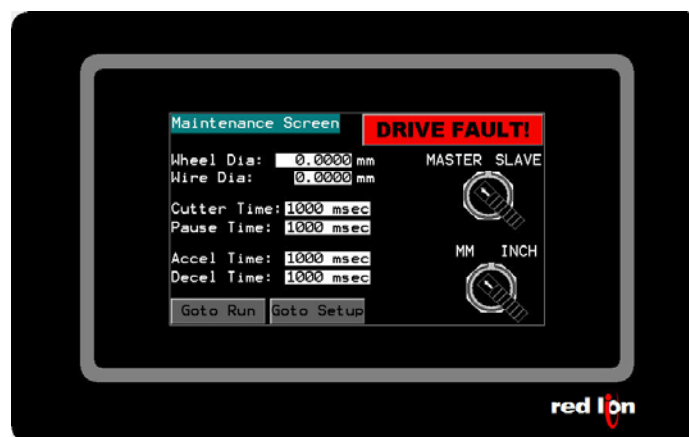 Maintenance Screen
DRIVE FAULT!
Wheel Dia: 0.0000 mm
Wire Dia: 0.0000 mm
MASTER SLAVE
Cutter Time: 1000 msec
Pause Time: 1000 msec
Accel Time: 1000 msec
Decel Time: 1000 msec
MM INCH
Goto Run Goto Setup
red lion